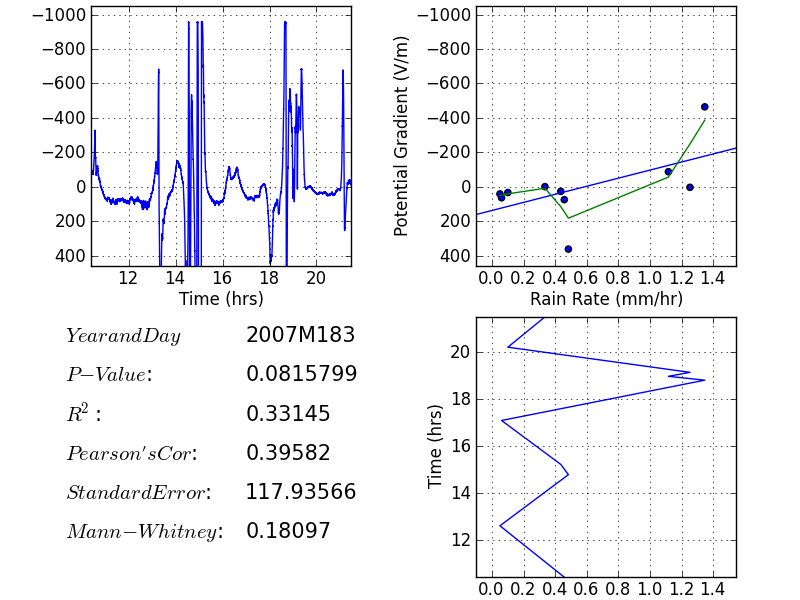 −1000
−800
−600
−400
−200
0
200
400
12 14 16 18 20
Time (hrs)
Potential Gradient (V/m)
−1000
−800
−600
−400
−200
0
200
400
0.0 0.2 0.4 0.6 0.8 1.0 1.2 1.4
Rain Rate (mm/hr)
YearandDay 2007M183
P−Value: 0.0815799
R²: 0.33145
Pearson'sCor: 0.39582
StandardError: 117.93566
Mann−Whitney: 0.18097
Time (hrs)
20
18
16
14
12
0.0 0.2 0.4 0.6 0.8 1.0 1.2 1.4